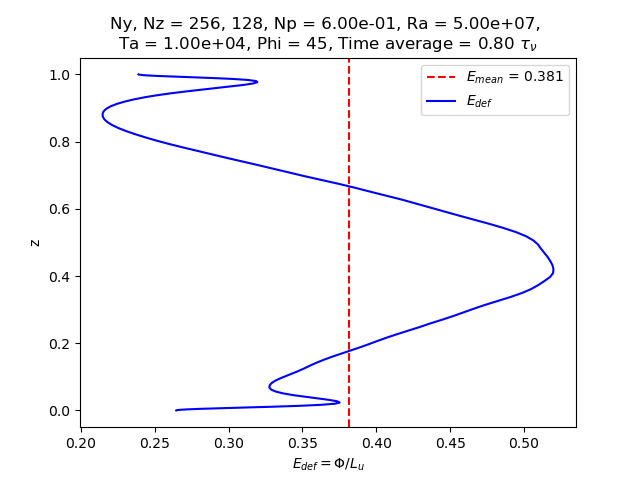 Ny, Nz = 256, 128, Np = 6.00e-01, Ra = 5.00e+07,
Ta = 1.00e+04, Phi = 45, Time average = 0.80 τ_ν
E_mean = 0.381
E_def
1.0
0.8
0.6
0.4
0.2
0.0
z
0.20 0.25 0.30 0.35 0.40 0.45 0.50
E_def = Φ/L_u